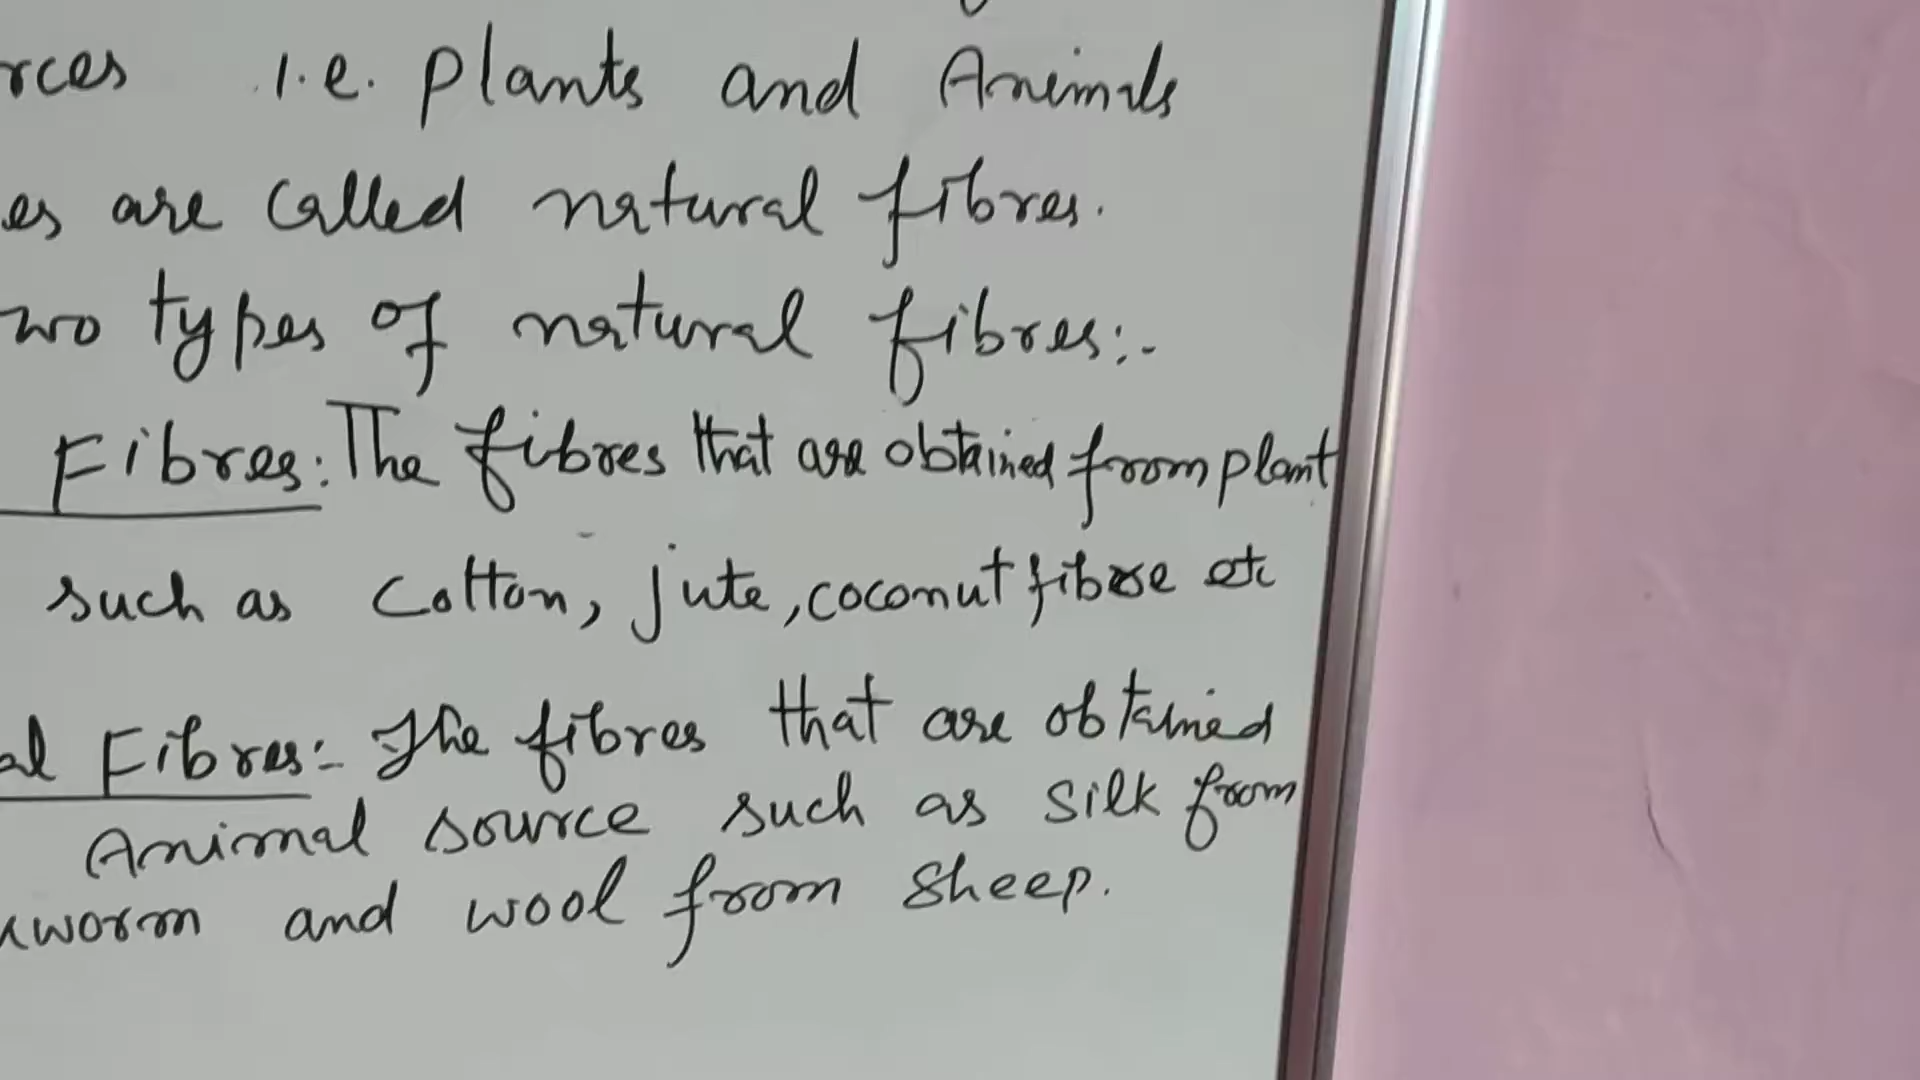 rces i.e. plants and Animals
es are called natural fibres.
wo types of natural fibres:-
Fibres: The fibres that are obtained from plant
such as Cotton, jute, coconut fibre etc
al Fibres:- The fibres that are obtained
Animal source such as silk from
kworm and wool from sheep.